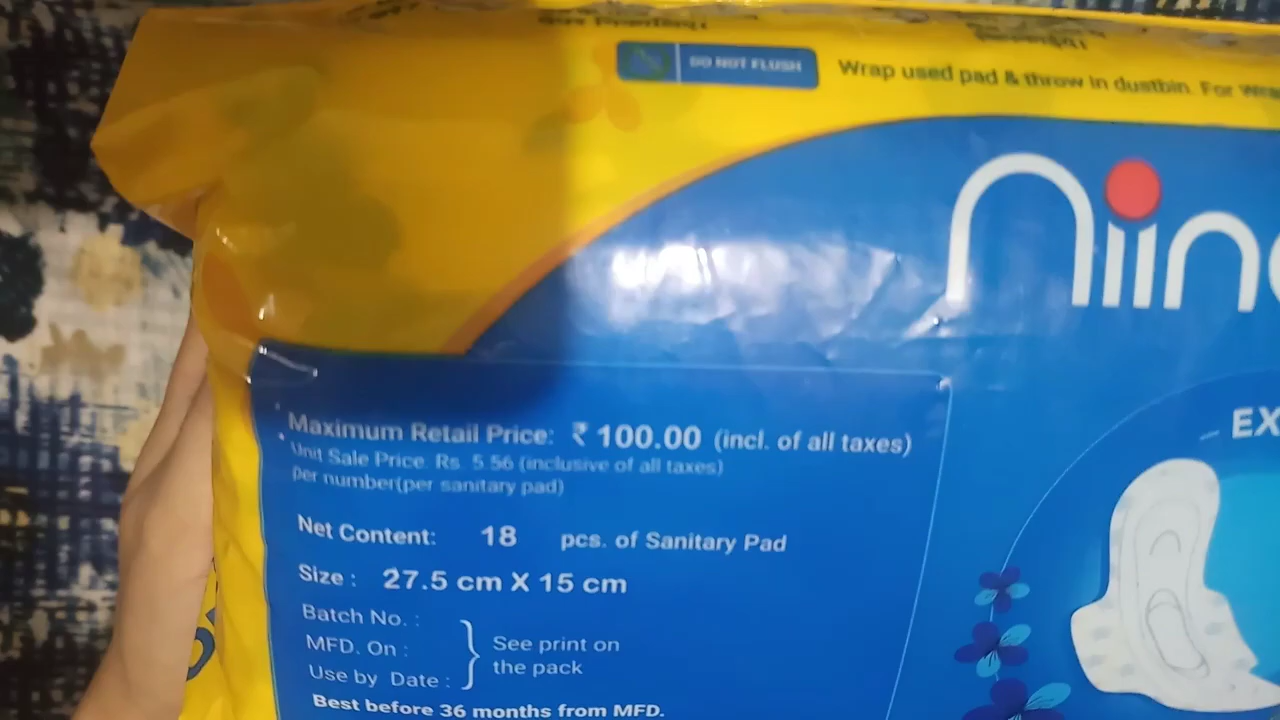 DO NOT FLUSH
Wrap used pad & throw in dustbin. For
Maximum Retail Price: ₹ 100.00 (incl. of all taxes)
Unit Sale Price. Rs. 5.56 (inclusive of all taxes)
per number(per sanitary pad)
Net Content: 18 pcs. of Sanitary Pad
Size : 27.5 cm X 15 cm
Batch No. :
MFD. On :
Use by Date :
See print on
the pack
Best before 36 months from MFD.